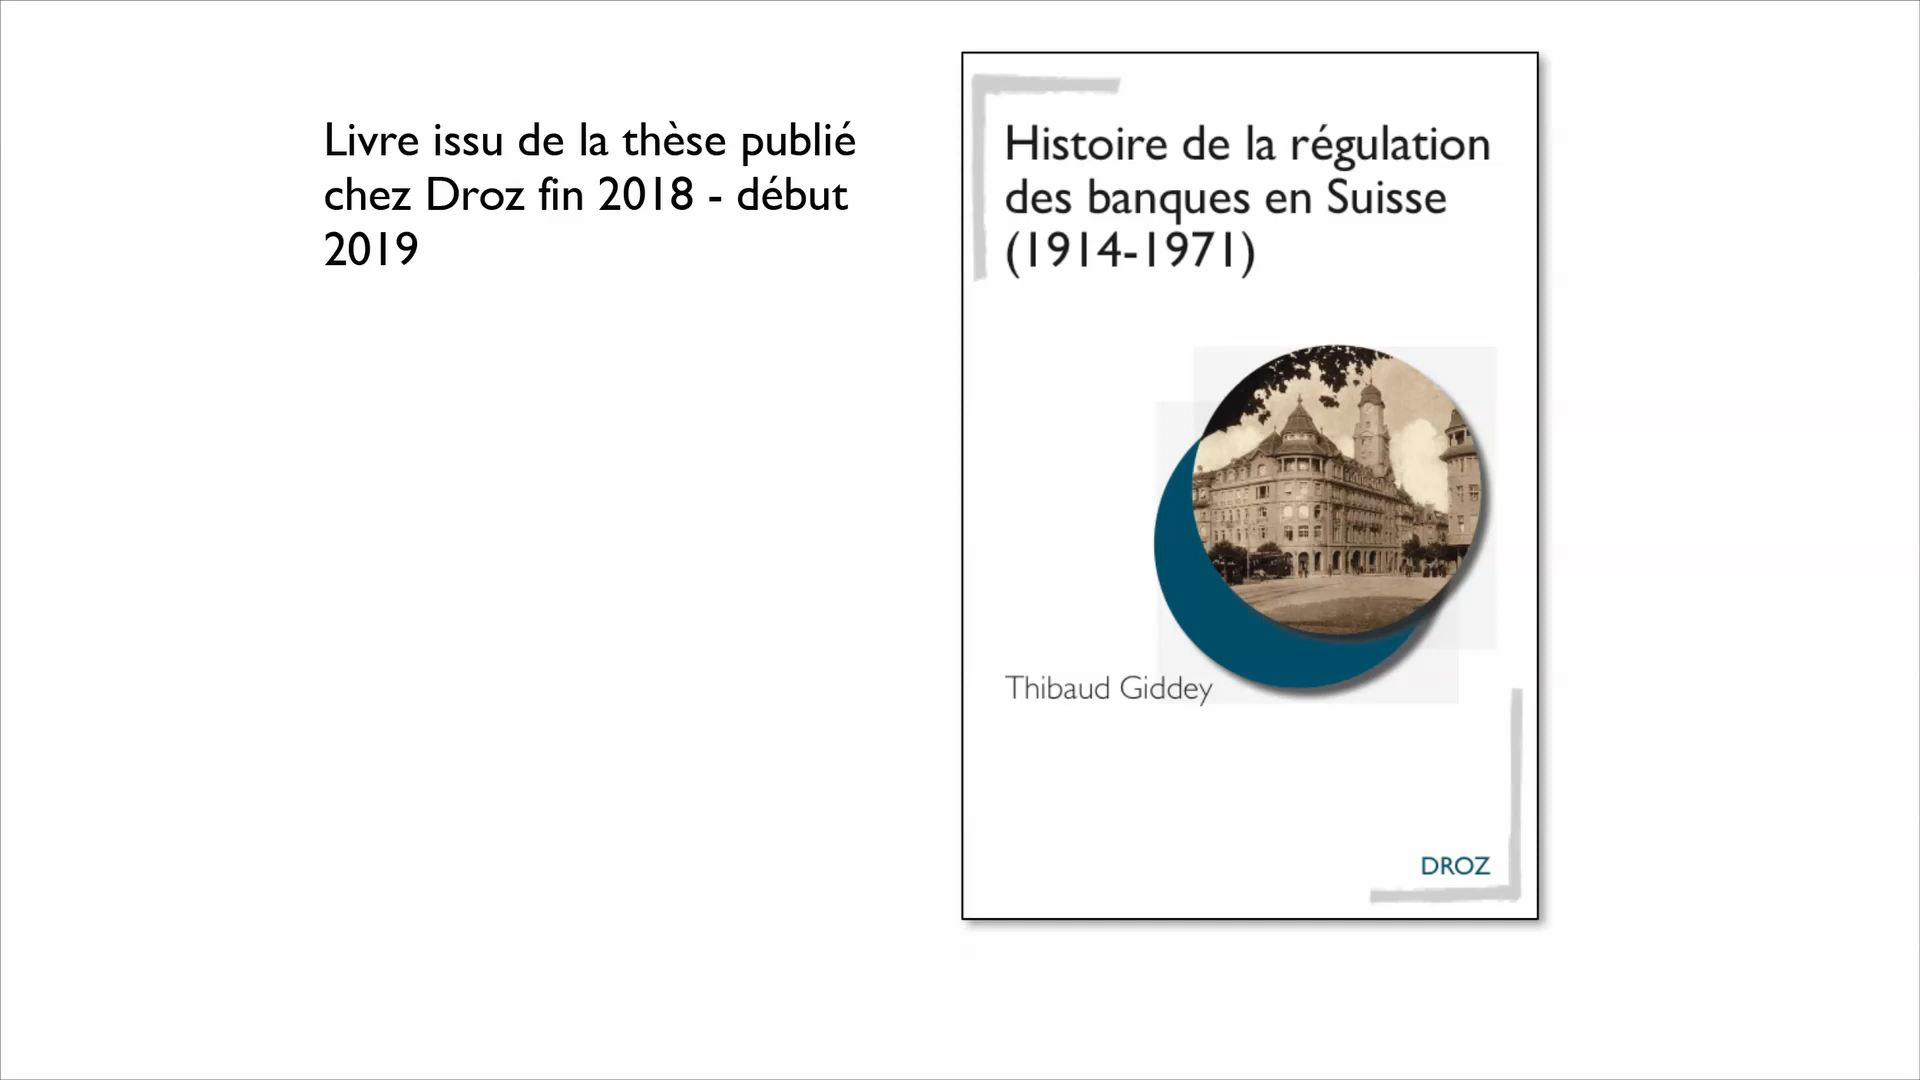 Livre issu de la thèse publié
chez Droz fin 2018 - début
2019
Histoire de la régulation
des banques en Suisse
(1914-1971)
Thibaud Giddey
DROZ